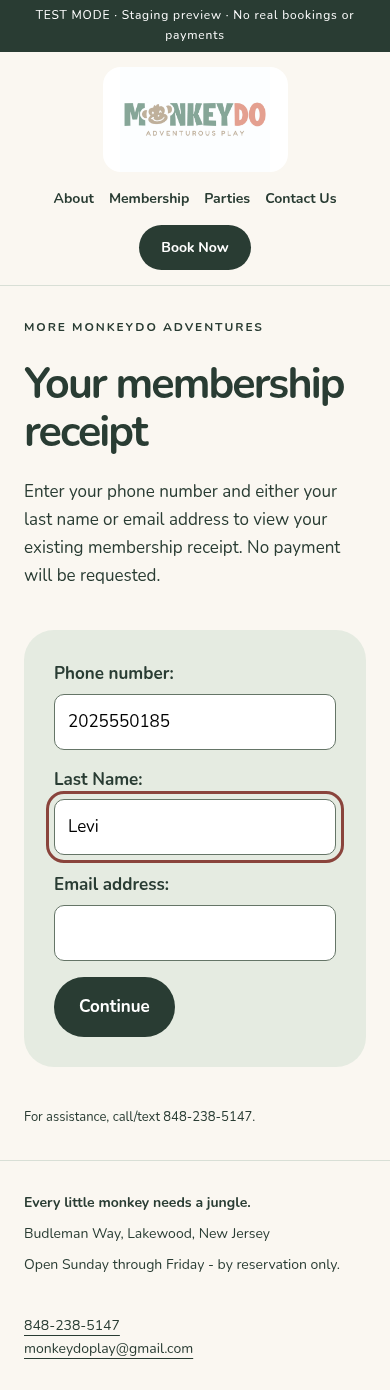 TEST MODE · Staging preview · No real bookings or
payments
MONKEYDO
ADVENTUROUS PLAY
About Membership Parties Contact Us
Book Now
MORE MONKEYDO ADVENTURES
Your membership
receipt
Enter your phone number and either your
last name or email address to view your
existing membership receipt. No payment
will be requested.
Phone number:
2025550185
Last Name:
Levi
Email address:
Continue
For assistance, call/text 848-238-5147.
Every little monkey needs a jungle.
Budleman Way, Lakewood, New Jersey
Open Sunday through Friday - by reservation only.
848-238-5147
monkeydoplay@gmail.com